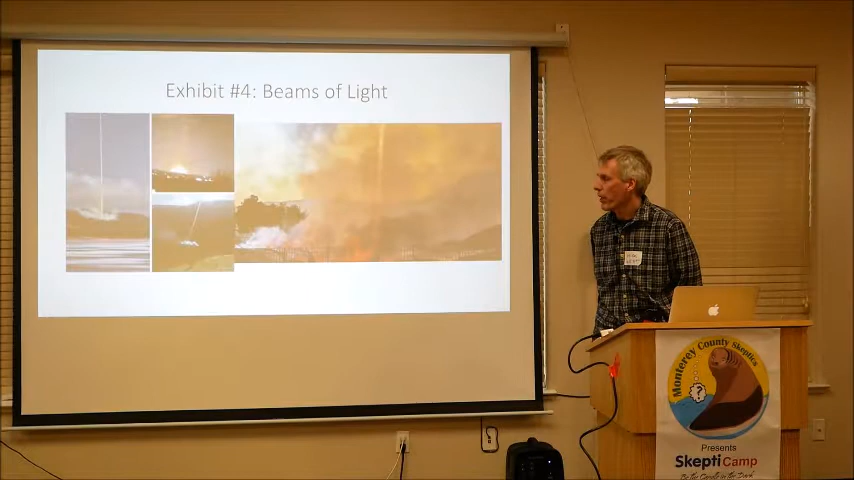 Exhibit #4: Beams of Light
Monterey County Skeptics
?
Presents
SkeptiCamp